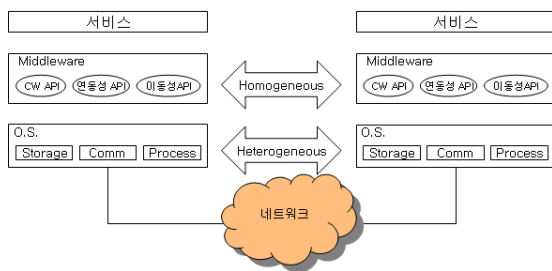 서비스
서비스
Middleware
CW API 연동성 API 이동성API
Homogeneous
Middleware
CW API 연동성 API 이동성API
O.S.
Storage Comm Process
Heterogeneous
O.S.
Storage Comm Process
네트워크